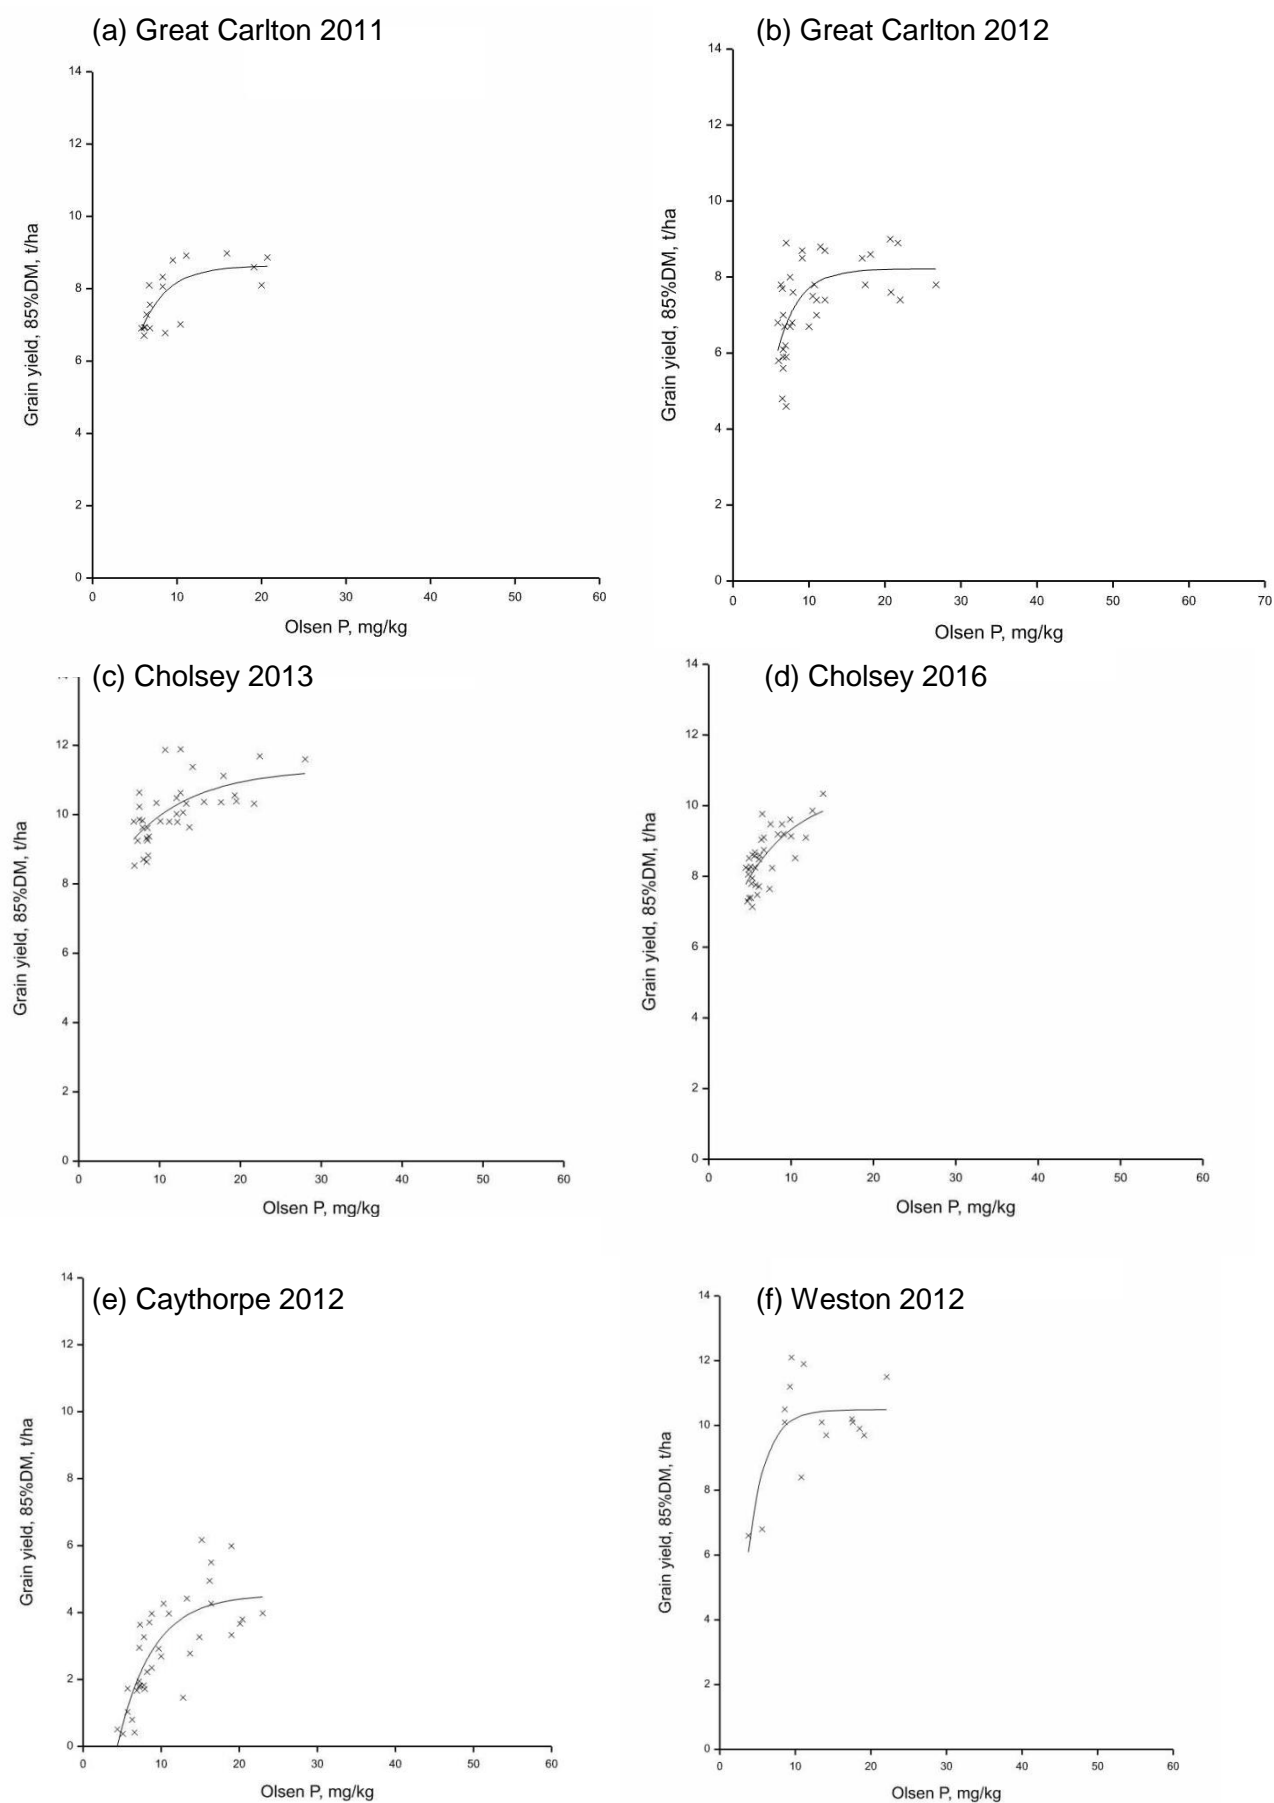 (a) Great Carlton 2011
14
12
10
8
6
4
2
0
Grain yield, 85%DM, t/ha
0 10 20 30 40 50 60
Olsen P, mg/kg
(b) Great Carlton 2012
14
12
10
8
6
4
2
0
Grain yield, 85%DM, t/ha
0 10 20 30 40 50 60 70
Olsen P, mg/kg
(c) Cholsey 2013
12
10
8
6
4
2
0
Grain yield, 85%DM, t/ha
0 10 20 30 40 50 60
Olsen P, mg/kg
(d) Cholsey 2016
14
12
10
8
6
4
2
0
Grain yield, 85%DM, t/ha
0 10 20 30 40 50 60
Olsen P, mg/kg
(e) Caythorpe 2012
14
12
10
8
6
4
2
0
Grain yield, 85%DM, t/ha
0 10 20 30 40 50 60
Olsen P, mg/kg
(f) Weston 2012
14
12
10
8
6
4
2
0
Grain yield, 85%DM, t/ha
0 10 20 30 40 50 60
Olsen P, mg/kg